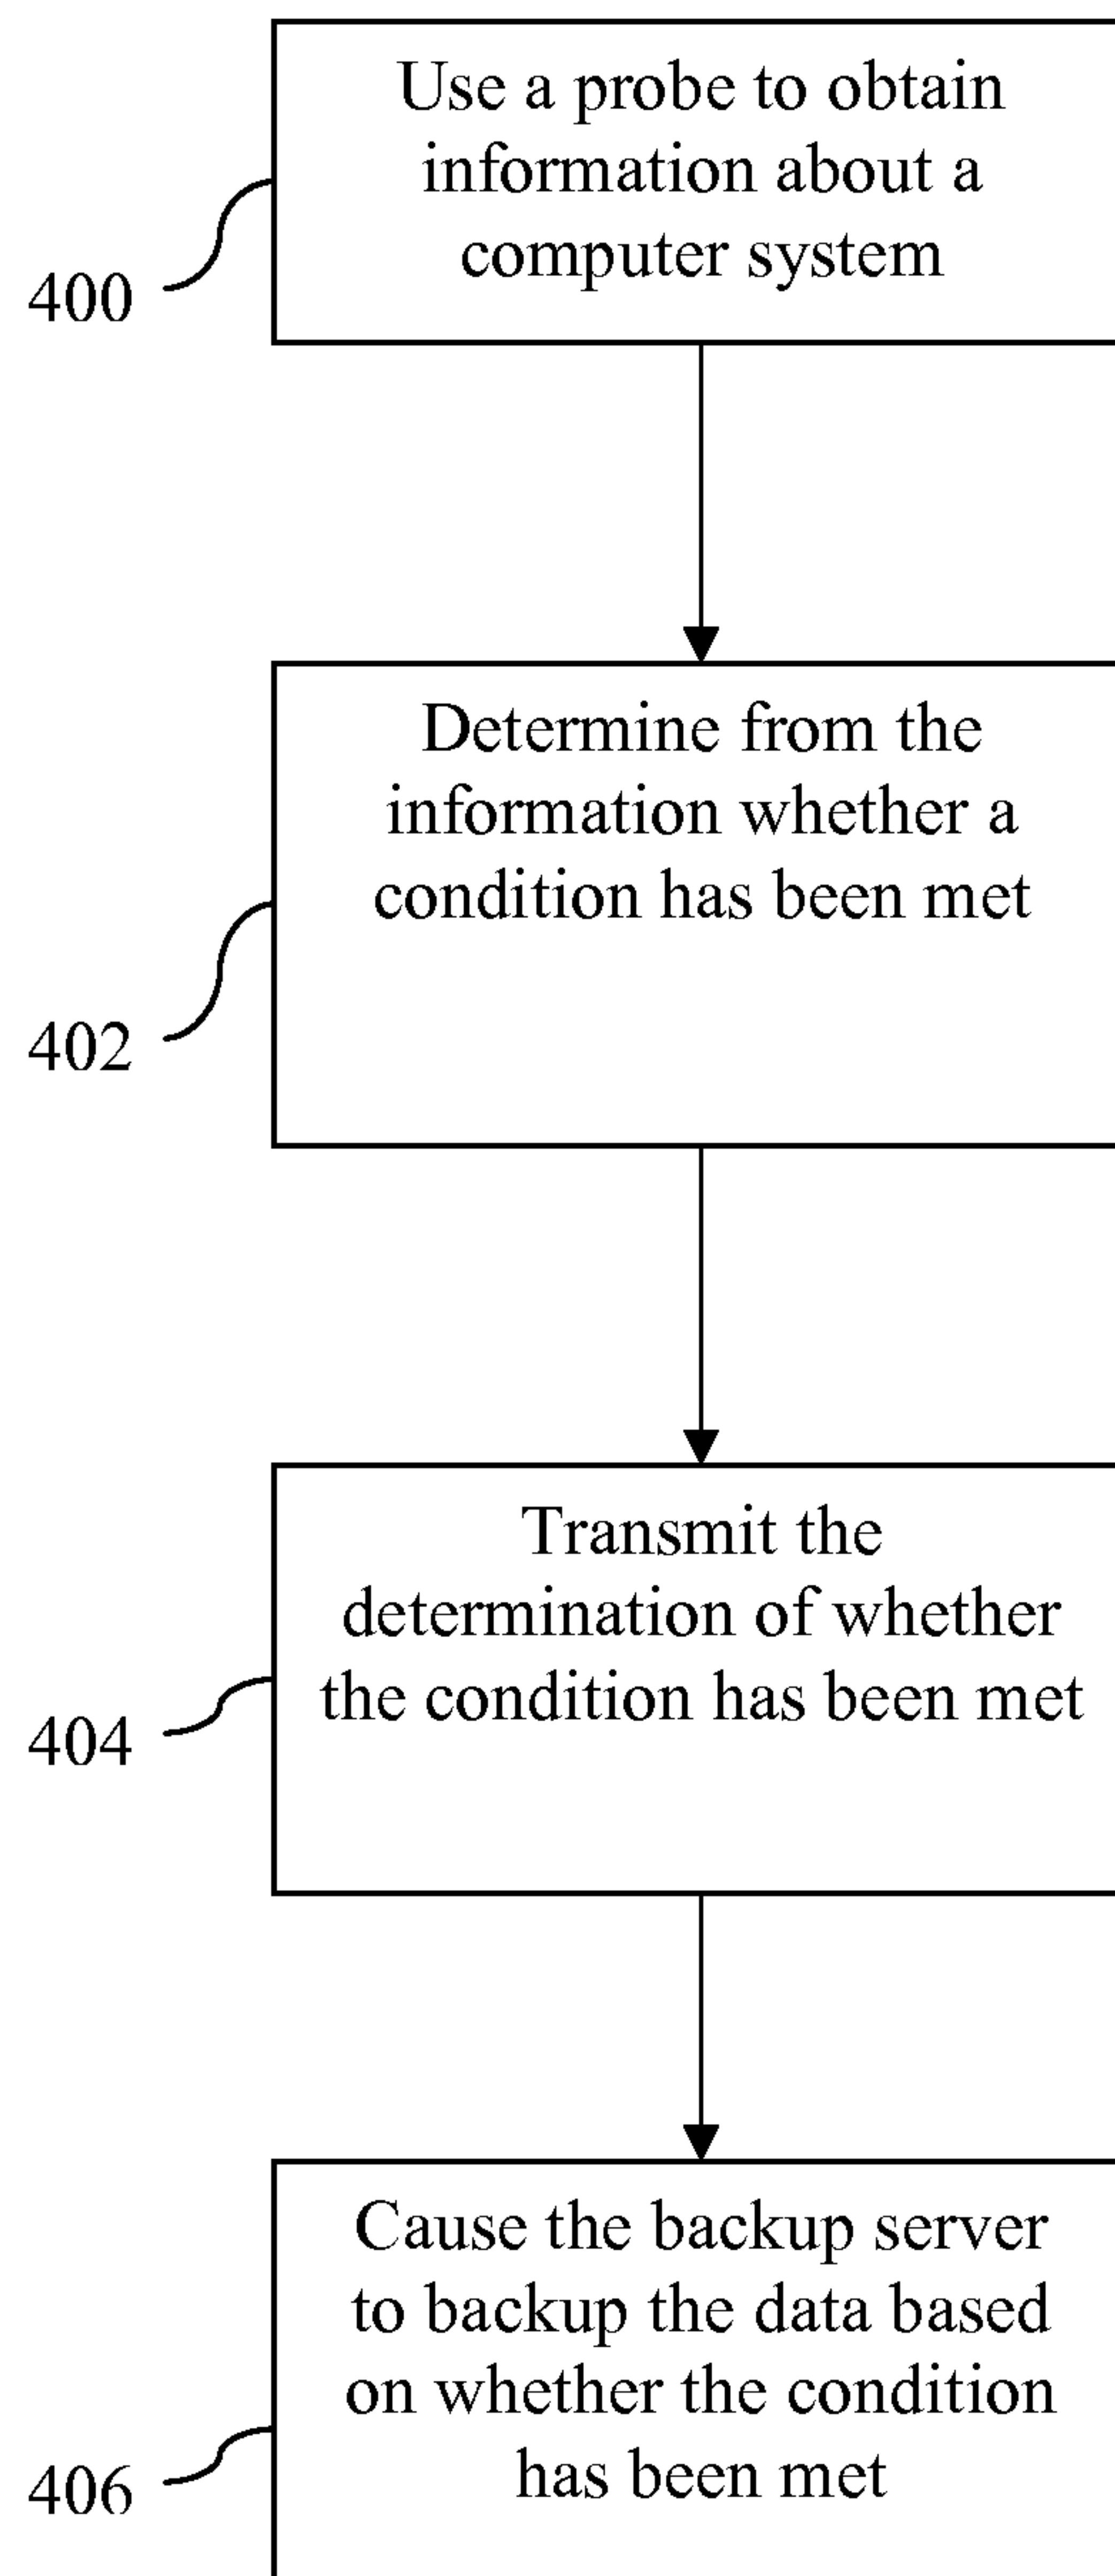 Use a probe to obtain
information about a
computer system
400
Determine from the
information whether a
condition has been met
402
Transmit the
determination of whether
the condition has been met
404
Cause the backup server
to backup the data based
on whether the condition
has been met
406